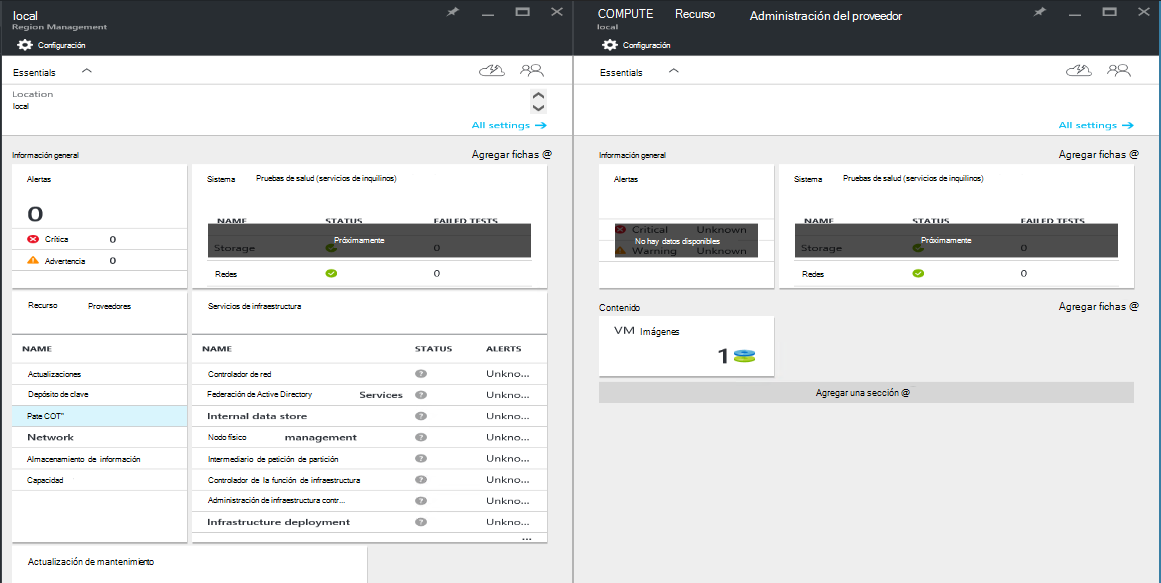 local
Region Management
Configuración
Essentials
Location
local
All settings →
Información general
Agregar fichas @
Alertas
0
Crítica 0
Advertencia 0
Sistema Pruebas de salud (servicios de inquilinos)
NAME STATUS FAILED TESTS
Próximamente
Storage 0
Redes 0
Recurso Proveedores
NAME
Actualizaciones
Depósito de clave
Pate COT"
Network
Almacenamiento de información
Capacidad
Servicios de infraestructura
NAME STATUS ALERTS
Controlador de red ? Unkno...
Federación de Active Directory Services ? Unkno...
Internal data store ? Unkno...
Nodo físico management ? Unkno...
Intermediario de petición de partición ? Unkno...
Controlador de la función de infraestructura ? Unkno...
Administración de infraestructura contr... ? Unkno...
Infrastructure deployment ? Unkno...
...
Actualización de mantenimiento
COMPUTE Recurso Administración del proveedor
local
Configuración
Essentials
All settings →
Información general
Agregar fichas @
Alertas
Critical Unknown
No hay datos disponibles
Warning Unknown
Sistema Pruebas de salud (servicios de inquilinos)
NAME STATUS FAILED TESTS
Próximamente
Storage 0
Redes 0
Contenido
Agregar fichas @
VM Imágenes
1
Agregar una sección @